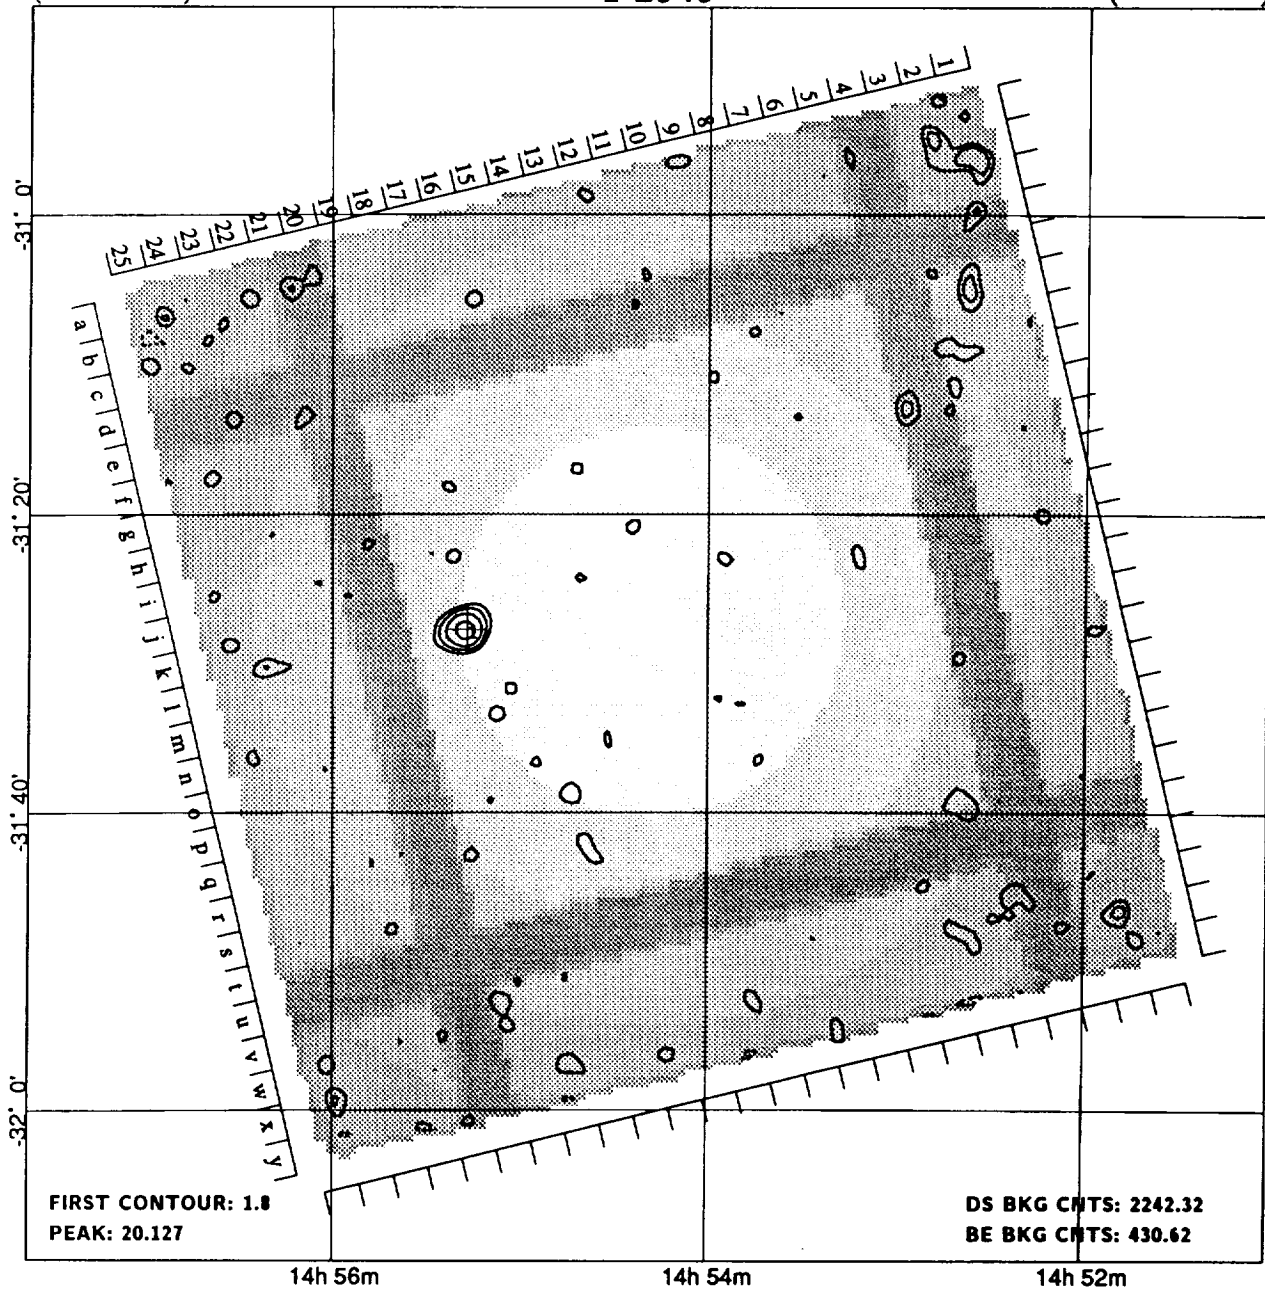 1
2
3
4
5
6
7
8
9
10
11
12
13
14
15
16
17
18
19
20
21
22
23
24
25
a
b
c
d
e
f
g
h
i
j
k
l
m
n
o
p
q
r
s
t
u
v
w
x
y
-31° 0'
-31° 20'
-31° 40'
-32° 0'
FIRST CONTOUR: 1.8
PEAK: 20.127
DS BKG CNTS: 2242.32
BE BKG CNTS: 430.62
14h 56m
14h 54m
14h 52m